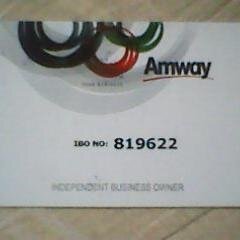 Amway
IBO NO: 819622
INDEPENDENT BUSINESS OWNER